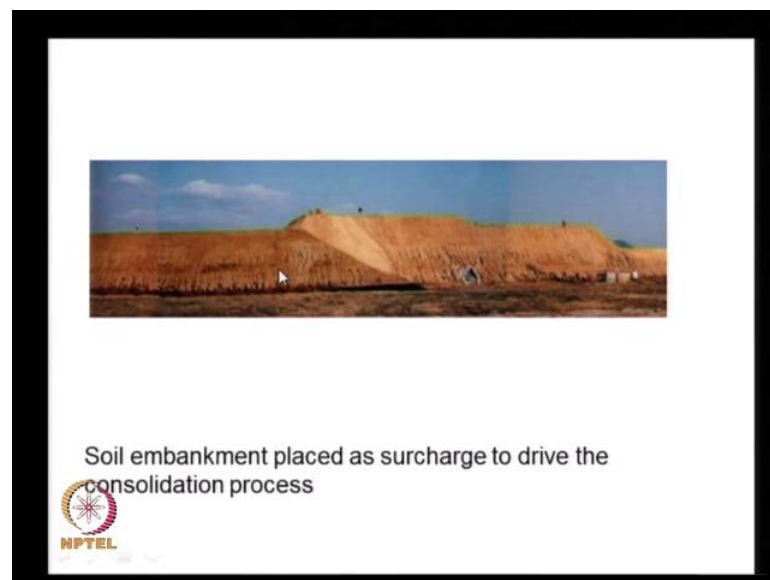 Soil embankment placed as surcharge to drive the
consolidation process
NPTEL